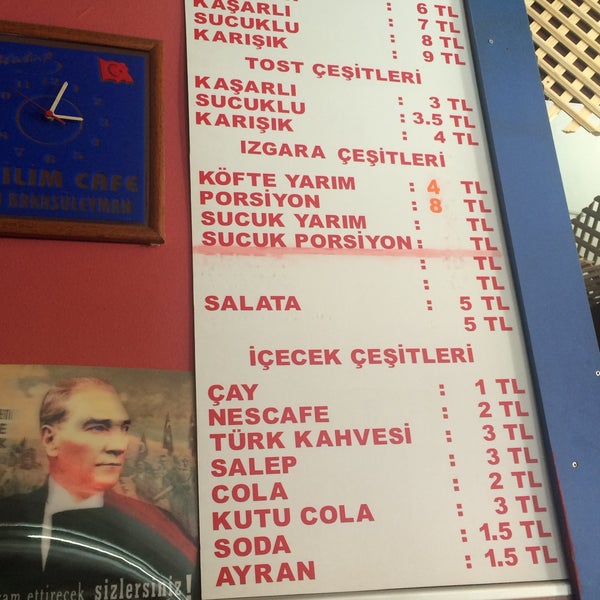 : 6 TL
KAŞARLI : 7 TL
SUCUKLU : 8 TL
KARIŞIK : 9 TL
TOST ÇEŞİTLERİ
KAŞARLI : 3 TL
SUCUKLU : 3.5 TL
KARIŞIK : 4 TL
IZGARA ÇEŞİTLERİ
KÖFTE YARIM : 4 TL
PORSİYON : 8 TL
SUCUK YARIM : TL
SUCUK PORSİYON : TL
: TL
: TL
SALATA : 5 TL
5 TL
İÇECEK ÇEŞİTLERİ
ÇAY : 1 TL
NESCAFE : 2 TL
TÜRK KAHVESİ : 3 TL
SALEP : 3 TL
COLA : 2 TL
KUTU COLA : 3 TL
SODA : 1.5 TL
AYRAN : 1.5 TL
İLIM CAFE
ettirecek sizlersiniz!